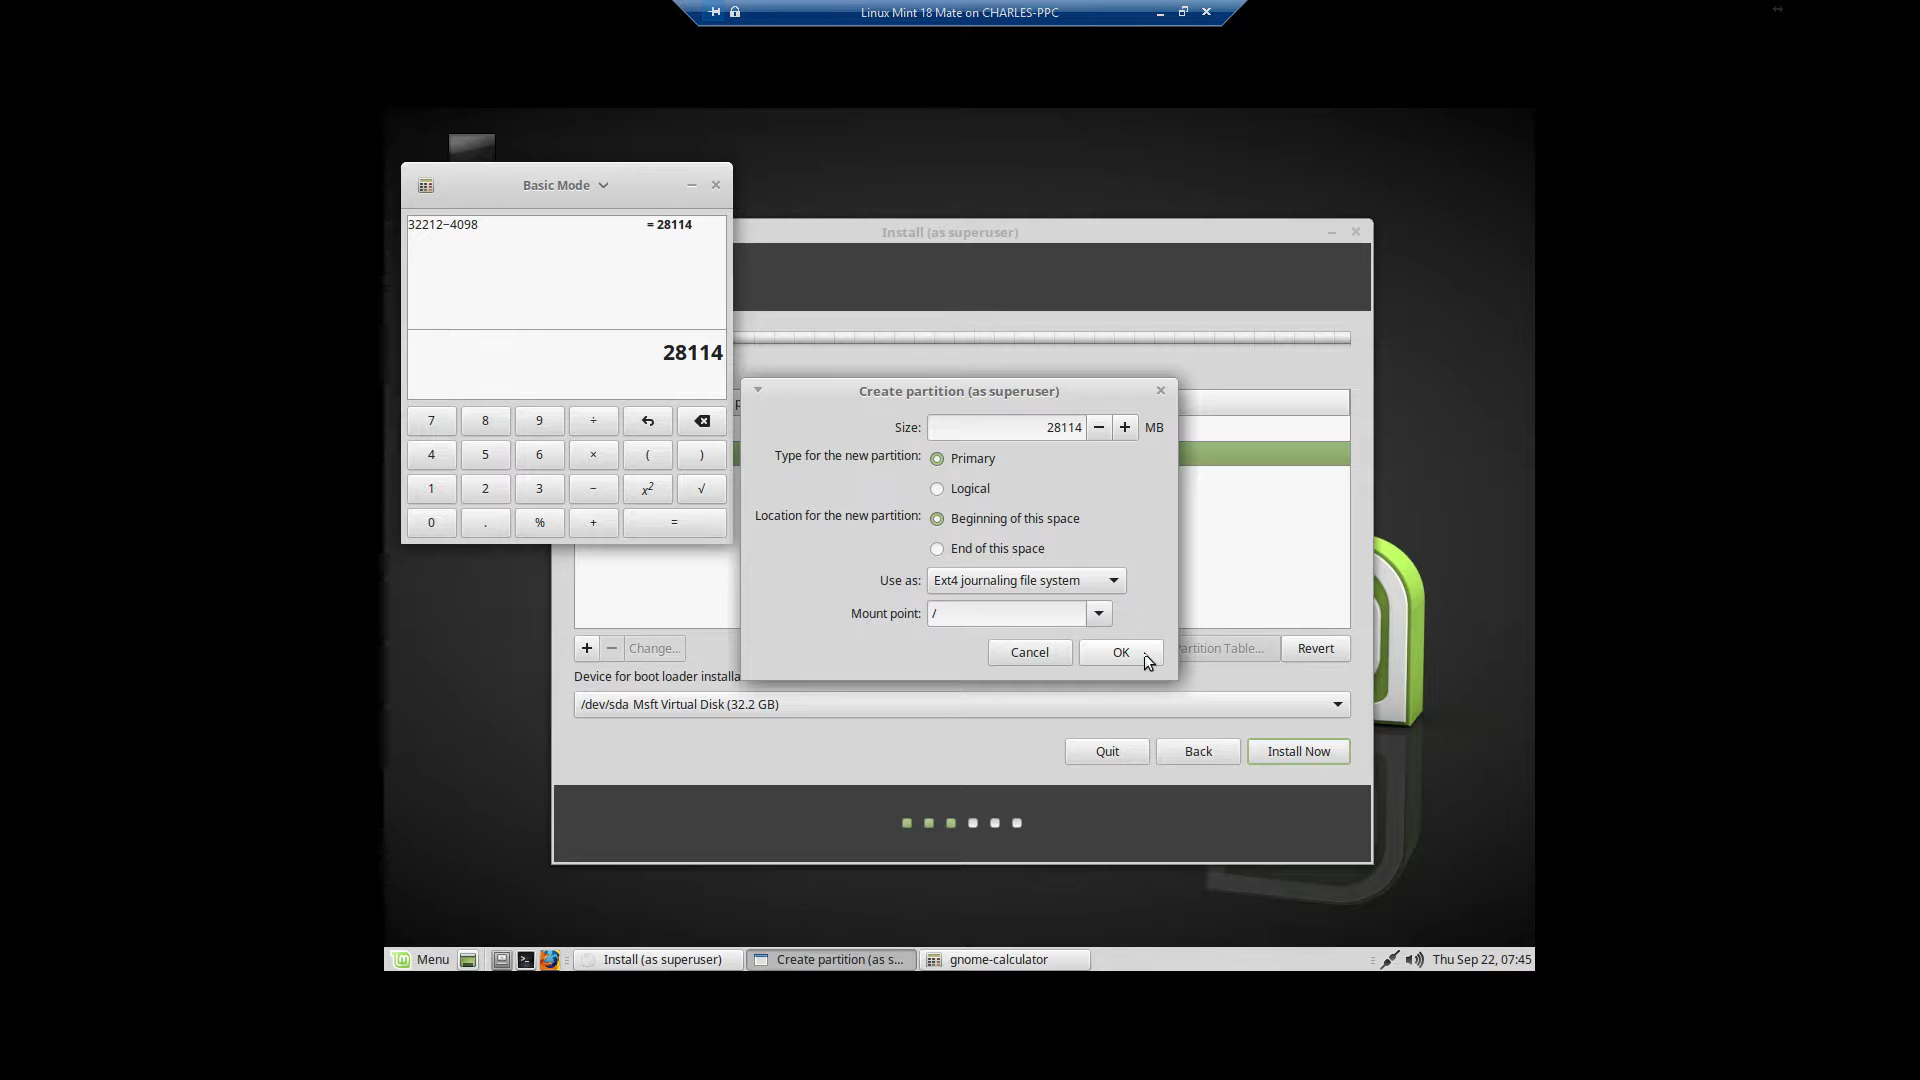 Linux Mint 18 Mate on CHARLES-PPC
Basic Mode
32212−4098 = 28114
28114
7 8 9 ÷
4 5 6 × ( )
1 2 3 − x² √
0 . % + =
Install (as superuser)
Create partition (as superuser)
Size: 28114 − + MB
Type for the new partition: Primary
Logical
Location for the new partition: Beginning of this space
End of this space
Use as: Ext4 journaling file system
Mount point: /
Cancel OK
+ − Change...
artition Table... Revert
Device for boot loader installa
/dev/sda Msft Virtual Disk (32.2 GB)
Quit Back Install Now
Menu Install (as superuser) Create partition (as s... gnome-calculator Thu Sep 22, 07:45